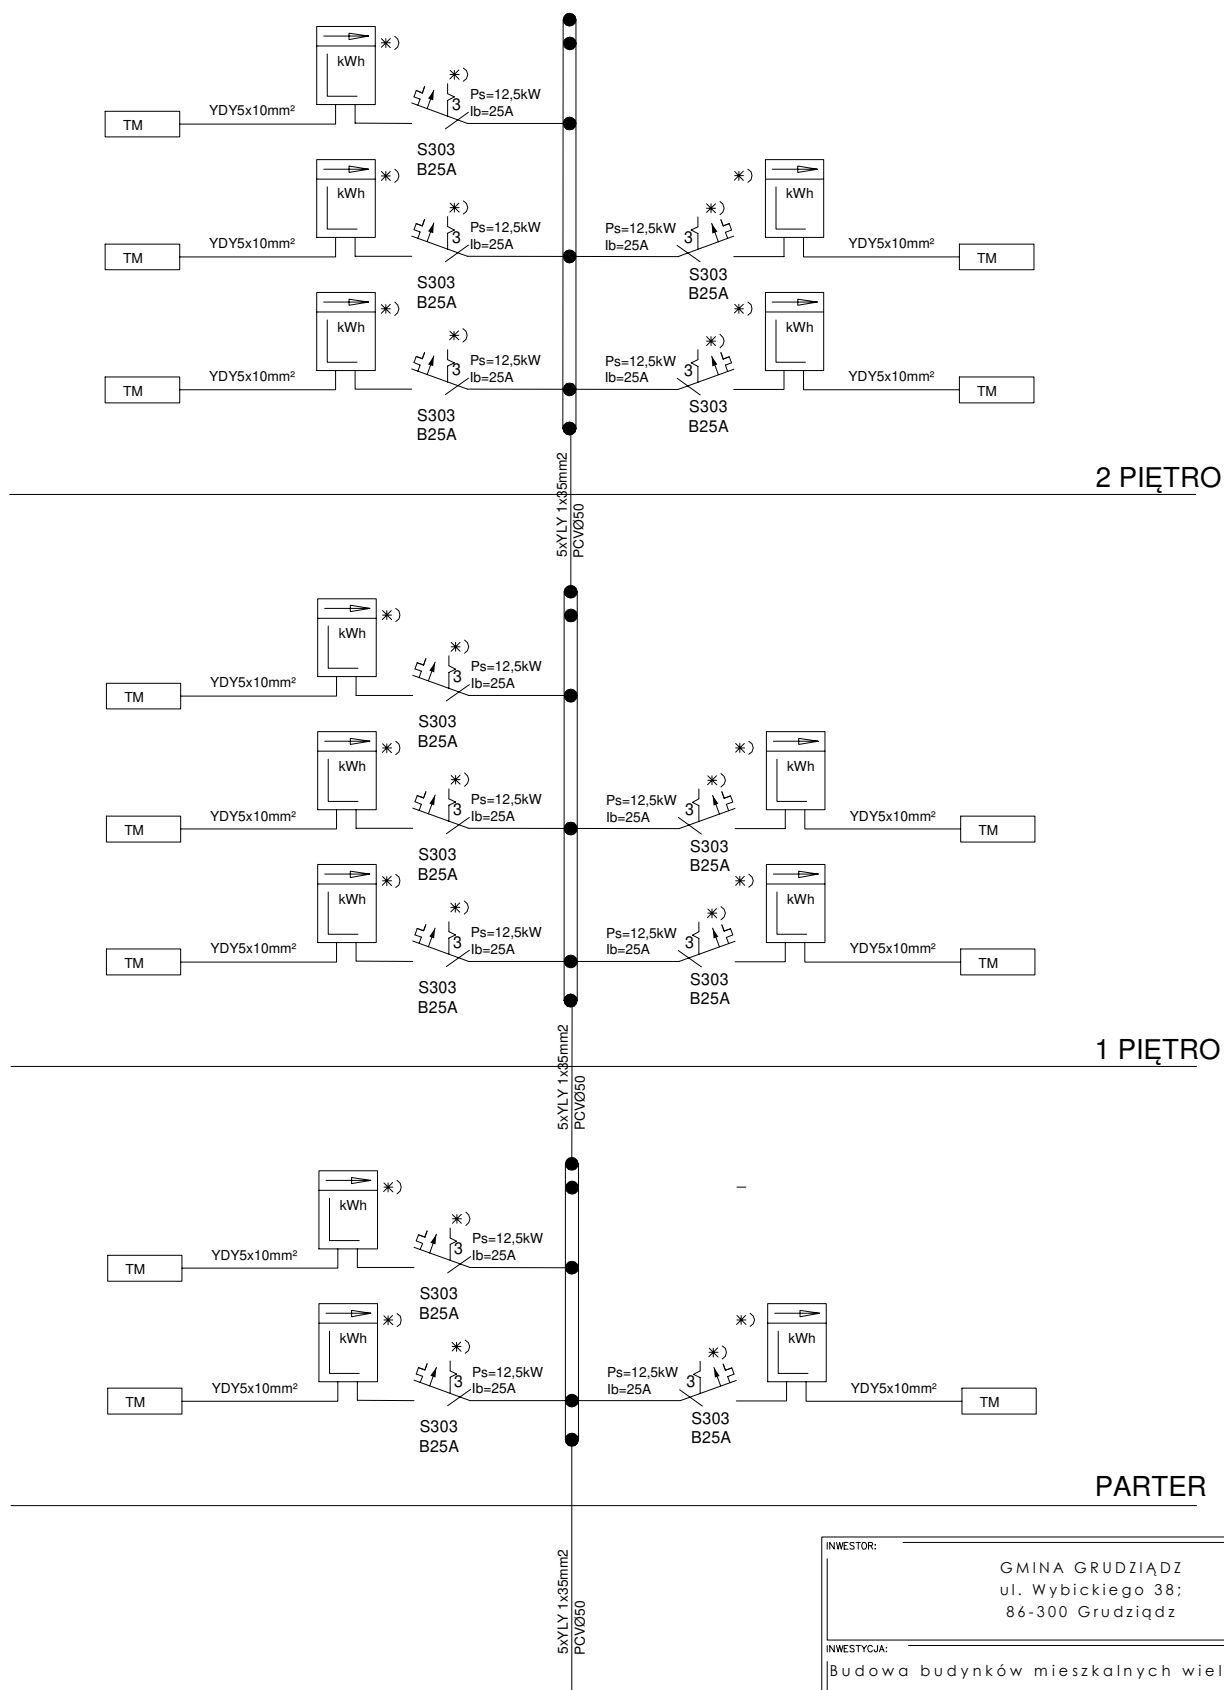 kWh
*)
*)
Ps=12,5kW
Ib=25A
3
YDY5x10mm²
TM
S303
B25A
kWh
*)
*)
kWh
*)
Ps=12,5kW
Ib=25A
3
YDY5x10mm²
TM
S303
B25A
*)
Ps=12,5kW
Ib=25A
3
YDY5x10mm²
TM
S303
B25A
kWh
*)
*)
kWh
*)
Ps=12,5kW
Ib=25A
3
YDY5x10mm²
TM
S303
B25A
*)
Ps=12,5kW
Ib=25A
3
YDY5x10mm²
TM
S303
B25A
5xYLY 1x35mm2
PCVØ50
2 PIĘTRO
kWh
*)
*)
Ps=12,5kW
Ib=25A
3
YDY5x10mm²
TM
S303
B25A
kWh
*)
*)
kWh
*)
Ps=12,5kW
Ib=25A
3
YDY5x10mm²
TM
S303
B25A
*)
Ps=12,5kW
Ib=25A
3
YDY5x10mm²
TM
S303
B25A
kWh
*)
*)
kWh
*)
Ps=12,5kW
Ib=25A
3
YDY5x10mm²
TM
S303
B25A
*)
Ps=12,5kW
Ib=25A
3
YDY5x10mm²
TM
S303
B25A
5xYLY 1x35mm2
PCVØ50
1 PIĘTRO
kWh
*)
*)
Ps=12,5kW
Ib=25A
3
YDY5x10mm²
TM
S303
B25A
kWh
*)
*)
kWh
*)
Ps=12,5kW
Ib=25A
3
YDY5x10mm²
TM
S303
B25A
*)
Ps=12,5kW
Ib=25A
3
YDY5x10mm²
TM
S303
B25A
PARTER
5xYLY 1x35mm2
PCVØ50
INWESTOR:
GMINA GRUDZIĄDZ
ul. Wybickiego 38;
86-300 Grudziądz
INWESTYCJA:
Budowa budynków mieszkalnych wiel